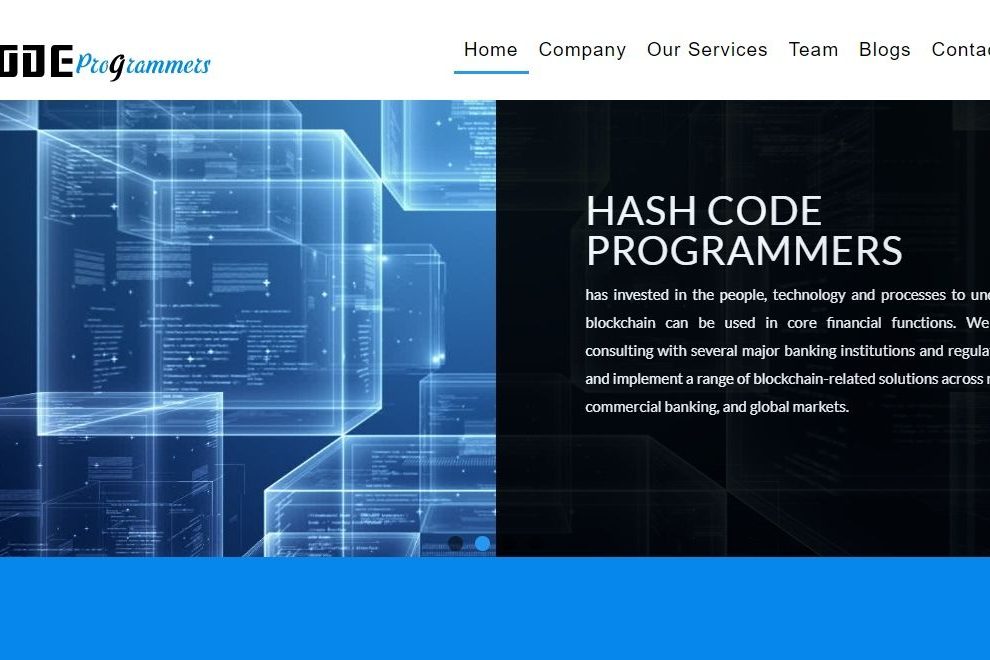 ODE ProGrammers
Home Company Our Services Team Blogs Contac
HASH CODE
PROGRAMMERS
has invested in the people, technology and processes to un
blockchain can be used in core financial functions. We
consulting with several major banking institutions and regula
and implement a range of blockchain-related solutions across
commercial banking, and global markets.